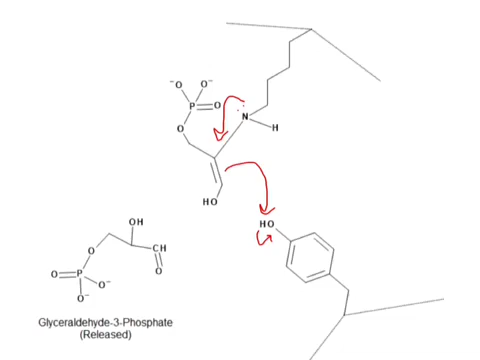 ⁻O
O⁻
P
O
O
N
H
HO
HO
OH
O
CH
O
P
O
O⁻
O⁻
Glyceraldehyde-3-Phosphate
(Released)